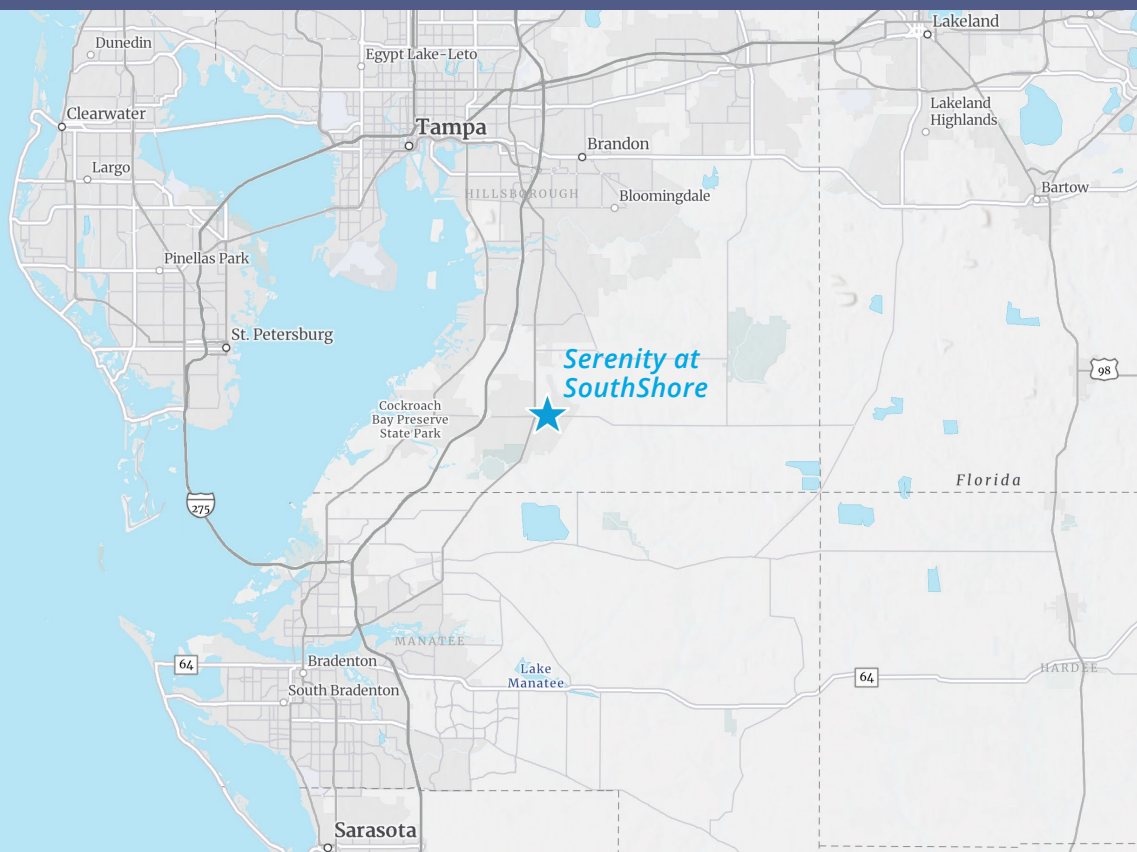 Lakeland
Dunedin
Egypt Lake-Leto
Clearwater
Lakeland
Highlands
Tampa
Brandon
Largo
HILLSBOROUGH
Bloomingdale
Bartow
Pinellas Park
St. Petersburg
Serenity at
SouthShore
98
Cockroach
Bay Preserve
State Park
Florida
275
MANATEE
64
Bradenton
Lake
Manatee
HARDEE
64
South Bradenton
Sarasota